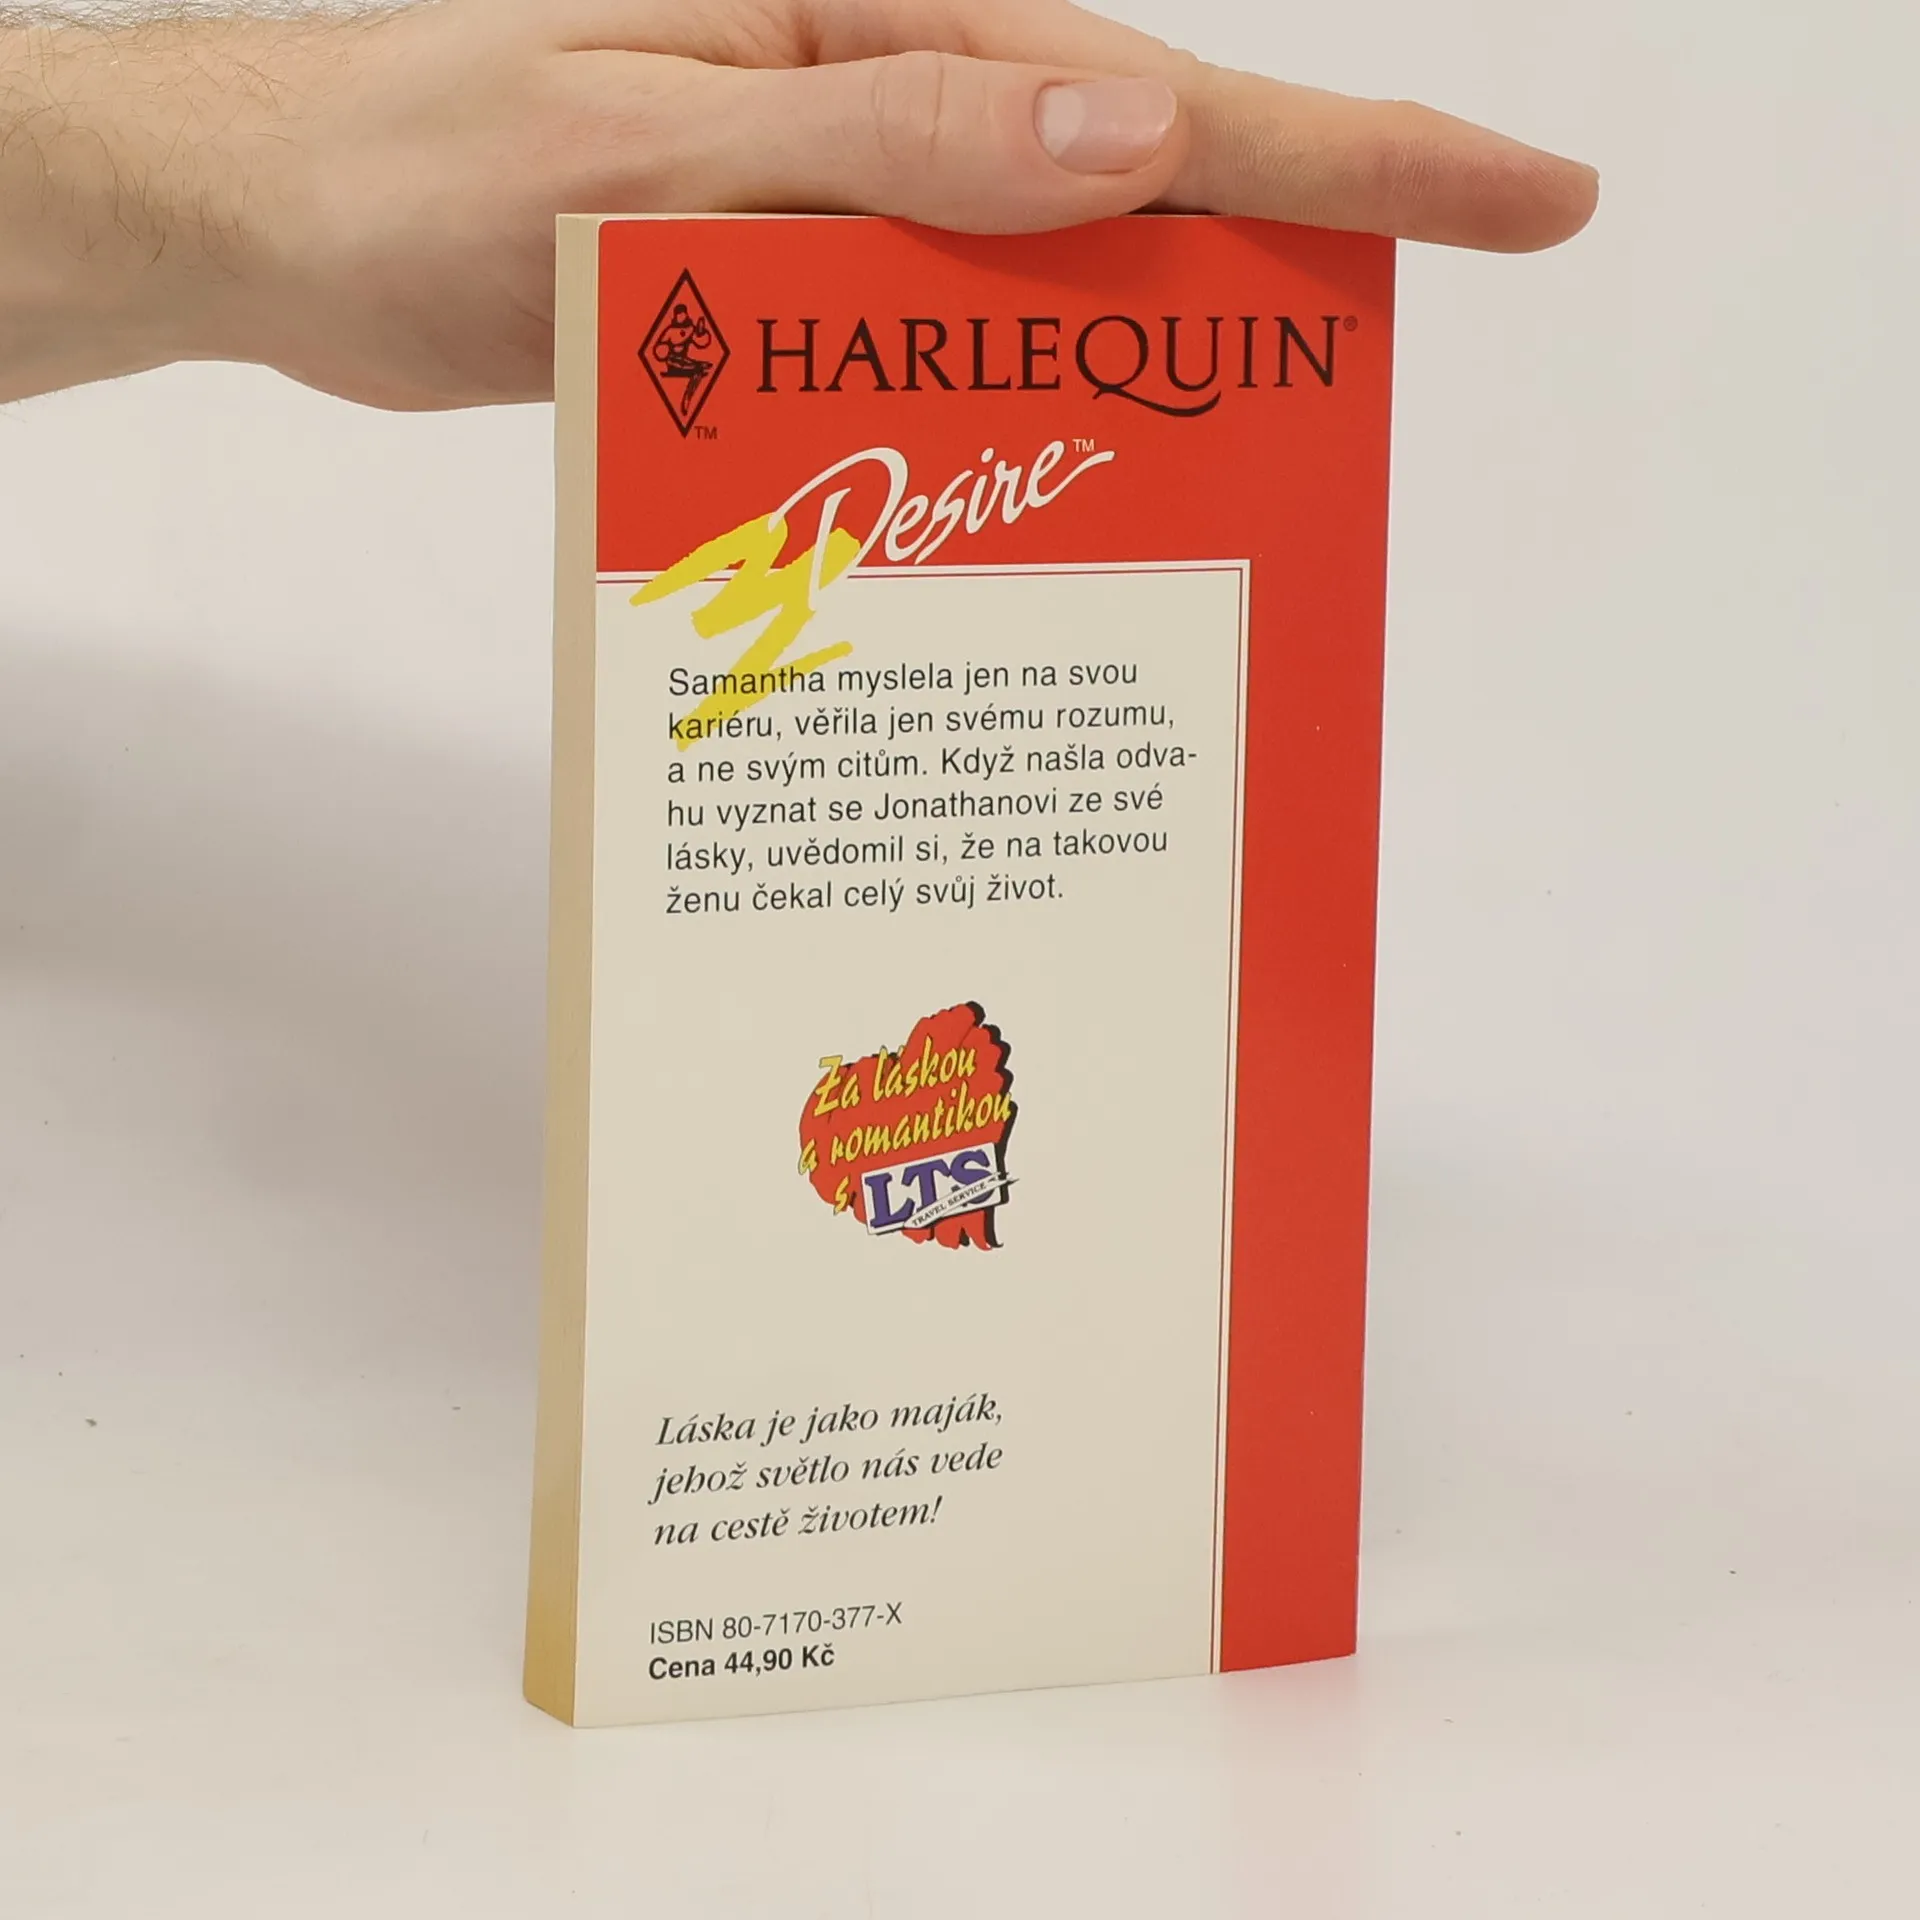 HARLEQUIN®
TM
Desire™
Samantha myslela jen na svou
kariéru, věřila jen svému rozumu,
a ne svým citům. Když našla odva-
hu vyznat se Jonathanovi ze své
lásky, uvědomil si, že na takovou
ženu čekal celý svůj život.
Za láskou
a romantikou
s LTS
TRAVEL SERVICE
Láska je jako maják,
jehož světlo nás vede
na cestě životem!
ISBN 80-7170-377-X
Cena 44,90 Kč